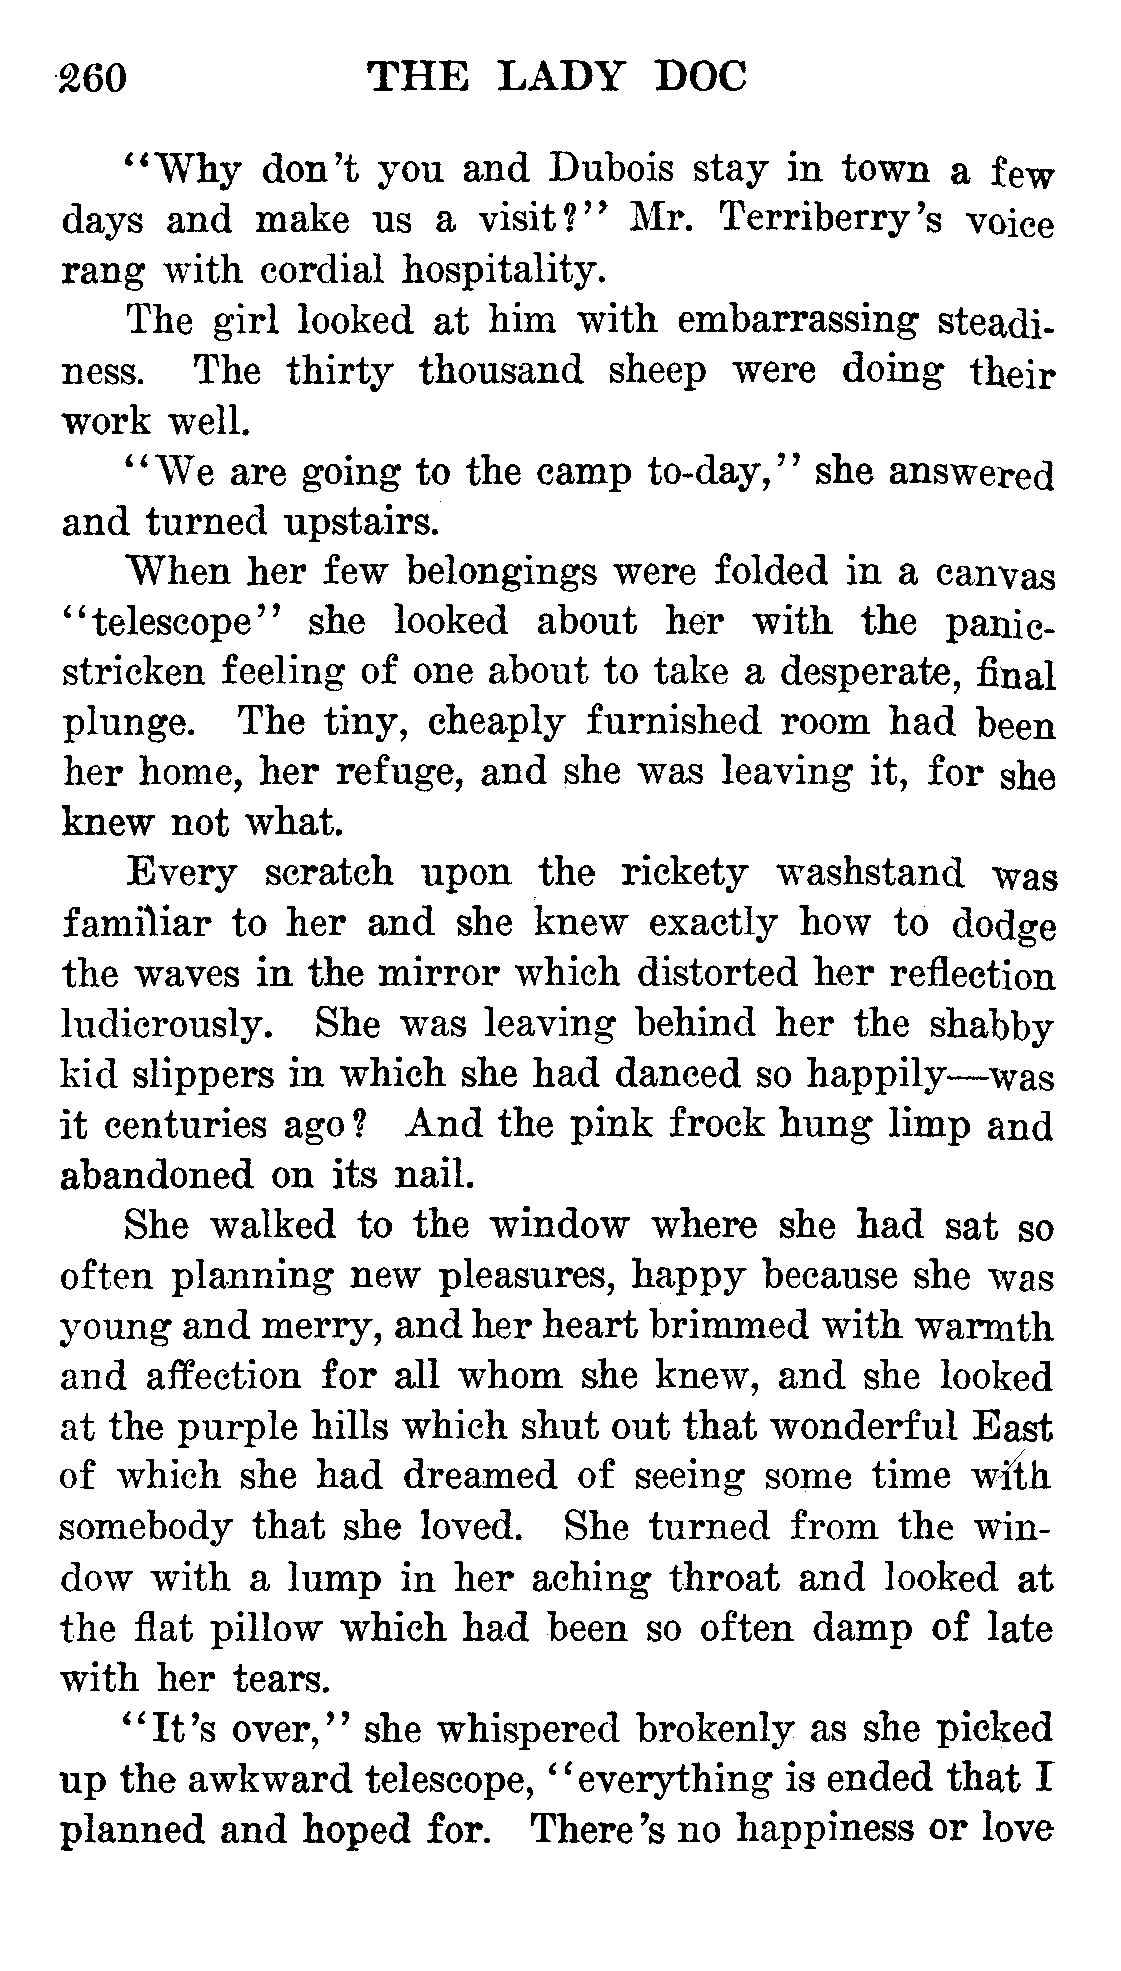 260 THE LADY DOC
"Why don't you and Dubois stay in town a few
days and make us a visit?" Mr. Terriberry's voice
rang with cordial hospitality.
The girl looked at him with embarrassing steadi-
ness. The thirty thousand sheep were doing their
work well.
"We are going to the camp to-day," she answered
and turned upstairs.
When her few belongings were folded in a canvas
"telescope" she looked about her with the panic-
stricken feeling of one about to take a desperate, final
plunge. The tiny, cheaply furnished room had been
her home, her refuge, and she was leaving it, for she
knew not what.
Every scratch upon the rickety washstand was
familiar to her and she knew exactly how to dodge
the waves in the mirror which distorted her reflection
ludicrously. She was leaving behind her the shabby
kid slippers in which she had danced so happily—was
it centuries ago? And the pink frock hung limp and
abandoned on its nail.
She walked to the window where she had sat so
often planning new pleasures, happy because she was
young and merry, and her heart brimmed with warmth
and affection for all whom she knew, and she looked
at the purple hills which shut out that wonderful East
of which she had dreamed of seeing some time with
somebody that she loved. She turned from the win-
dow with a lump in her aching throat and looked at
the flat pillow which had been so often damp of late
with her tears.
"It's over," she whispered brokenly as she picked
up the awkward telescope, "everything is ended that I
planned and hoped for. There's no happiness or love